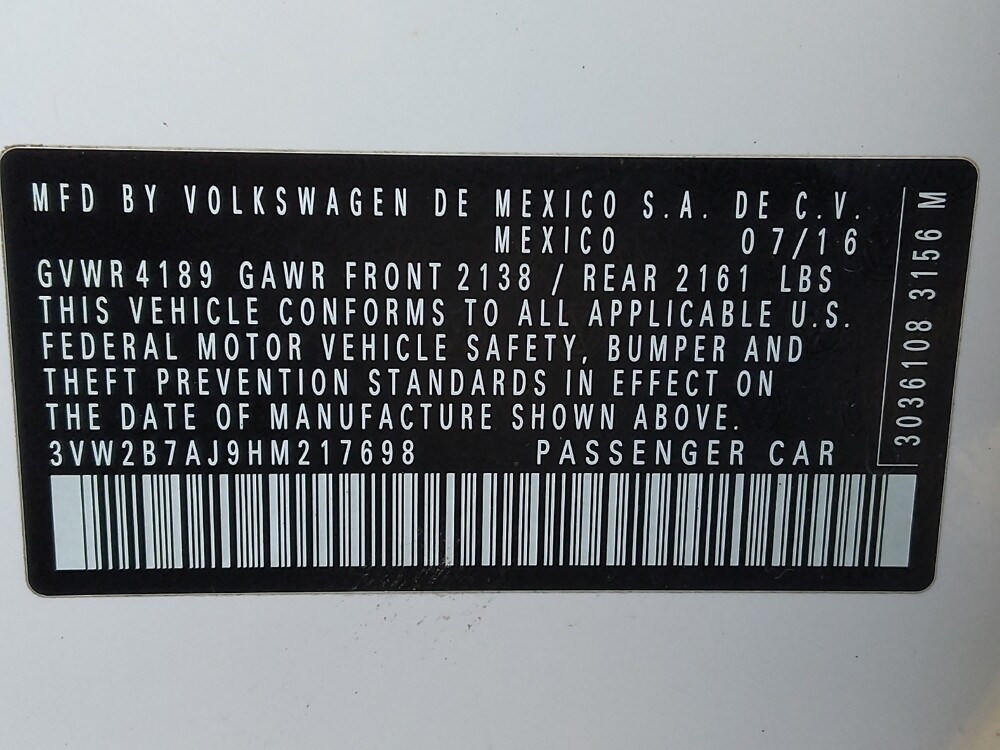 MFD BY VOLKSWAGEN DE MEXICO S.A. DE C.V.
MEXICO 07/16
GVWR 4189 GAWR FRONT 2138 / REAR 2161 LBS
THIS VEHICLE CONFORMS TO ALL APPLICABLE U.S.
FEDERAL MOTOR VEHICLE SAFETY, BUMPER AND
THEFT PREVENTION STANDARDS IN EFFECT ON
THE DATE OF MANUFACTURE SHOWN ABOVE.
3VW2B7AJ9HM217698 PASSENGER CAR
3036108 3156 M